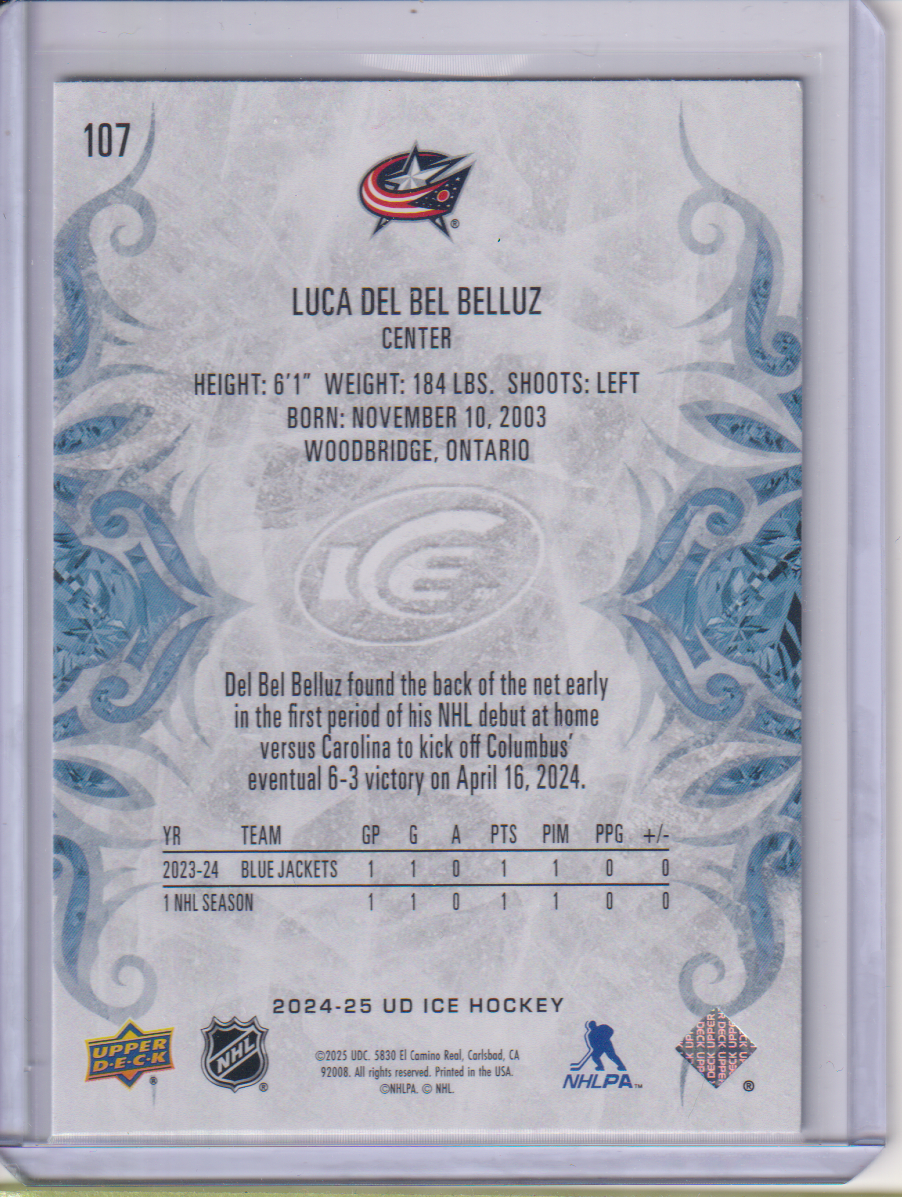 107
LUCA DEL BEL BELLUZ
CENTER
HEIGHT: 6'1" WEIGHT: 184 LBS. SHOOTS: LEFT
BORN: NOVEMBER 10, 2003
WOODBRIDGE, ONTARIO
ICE
Del Bel Belluz found the back of the net early
in the first period of his NHL debut at home
versus Carolina to kick off Columbus'
eventual 6-3 victory on April 16, 2024.
YR TEAM GP G A PTS PIM PPG +/-
2023-24 BLUE JACKETS 1 1 0 1 1 0 0
1 NHL SEASON 1 1 0 1 1 0 0
2024-25 UD ICE HOCKEY
UPPER
D·E·C·K
®
NHL
®
©2025 UDC. 5830 El Camino Real, Carlsbad, CA
92008. All rights reserved. Printed in the USA.
©NHLPA. © NHL.
NHLPA™
®